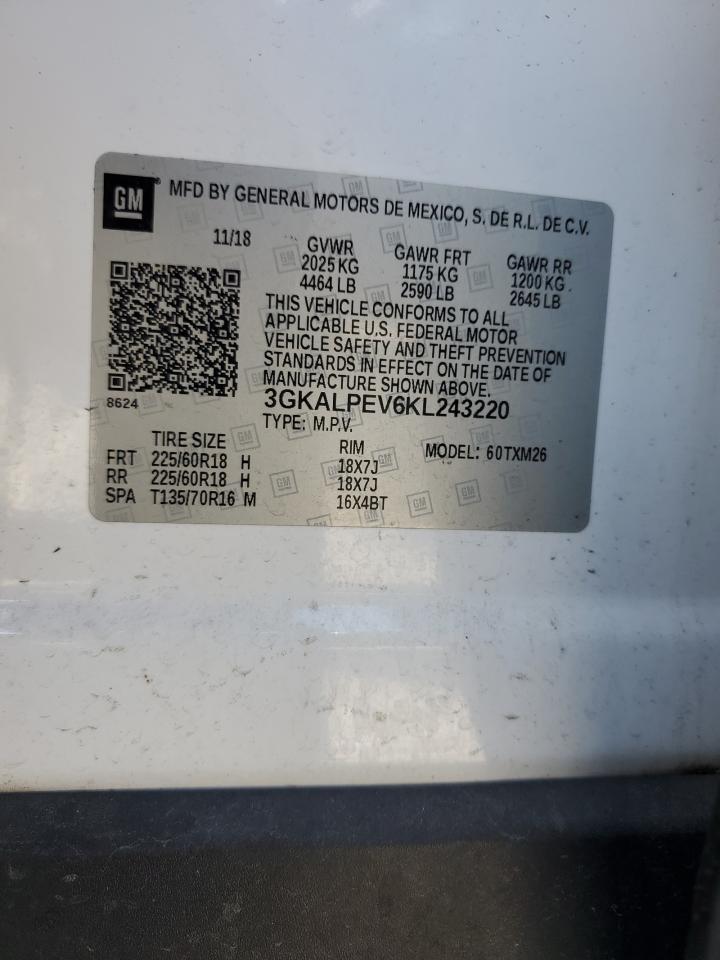 GM ® MFD BY GENERAL MOTORS DE MEXICO, S. DE R.L. DE C.V.
11/18 GVWR GAWR FRT GAWR RR
2025 KG 1175 KG 1200 KG
4464 LB 2590 LB 2645 LB
THIS VEHICLE CONFORMS TO ALL
APPLICABLE U.S. FEDERAL MOTOR
VEHICLE SAFETY AND THEFT PREVENTION
STANDARDS IN EFFECT ON THE DATE OF
MANUFACTURE SHOWN ABOVE.
8624
3GKALPEV6KL243220
TYPE: M.P.V.
TIRE SIZE RIM MODEL: 60TXM26
FRT 225/60R18 H 18X7J
RR 225/60R18 H 18X7J
SPA T135/70R16 M 16X4BT